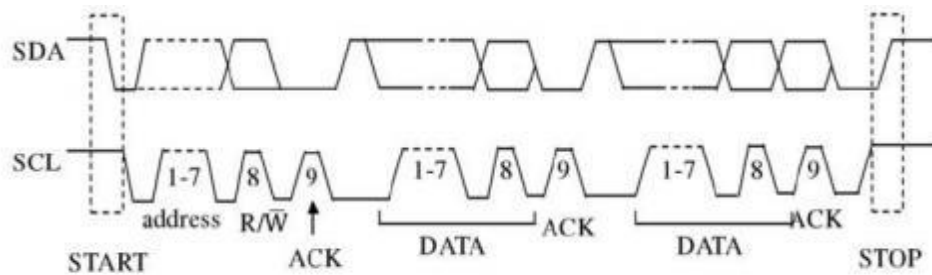 SDA
SCL
1-7 8 9 1-7 8 9 1-7 8 9
address R/W̅ ACK DATA ACK DATA ACK
START STOP